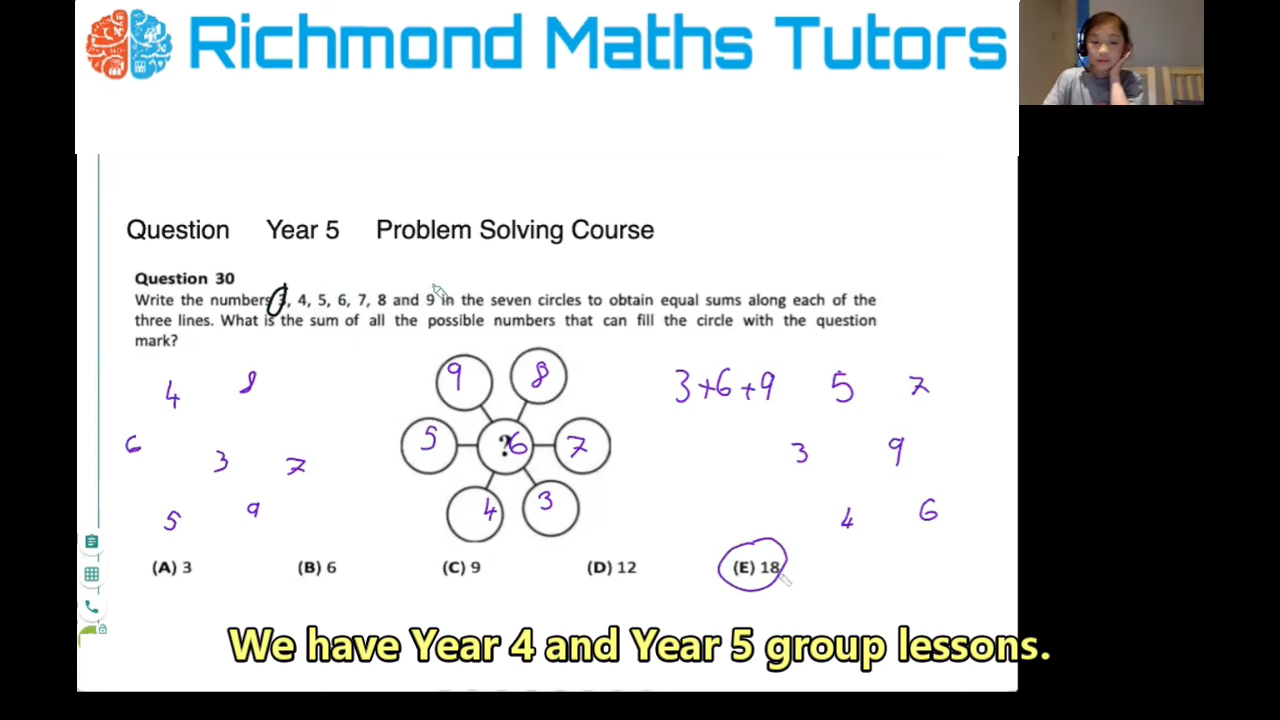 Richmond Maths Tutors
Question Year 5 Problem Solving Course
Question 30
Write the numbers 3, 4, 5, 6, 7, 8 and 9 in the seven circles to obtain equal sums along each of the
three lines. What is the sum of all the possible numbers that can fill the circle with the question
mark?
4 8
6 3 7
5 9
9 8
5 ?6 7
4 3
3+6+9 5 7
3 9
4 6
(A) 3 (B) 6 (C) 9 (D) 12 (E) 18
We have Year 4 and Year 5 group lessons.